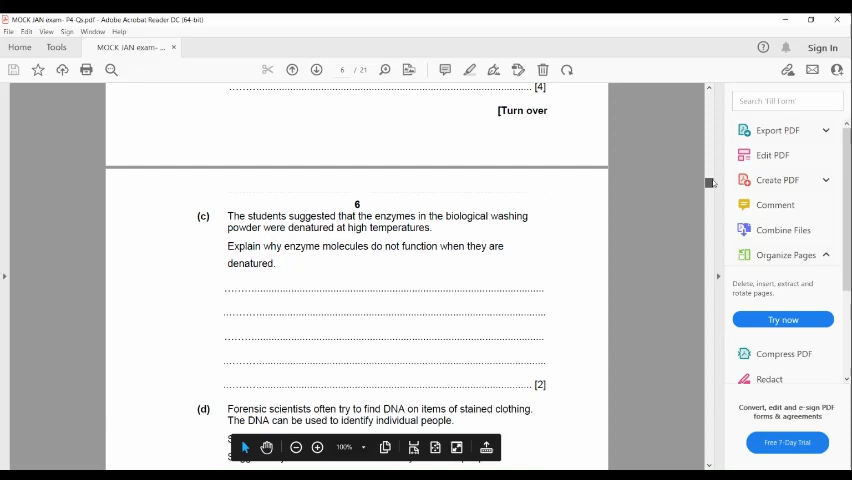 MOCK JAN exam- P4-Qs.pdf - Adobe Acrobat Reader DC (64-bit)
File Edit View Sign Window Help
Home Tools MOCK JAN exam- ... × Sign In
6 / 21
Search 'Fill Form'
............................................................ [4]
[Turn over
Export PDF
Edit PDF
Create PDF
Comment
Combine Files
Organize Pages
Delete, insert, extract and
rotate pages.
Try now
Compress PDF
Redact
Convert, edit and e-sign PDF
forms & agreements
Free 7-Day Trial
6
(c) The students suggested that the enzymes in the biological washing
powder were denatured at high temperatures.
Explain why enzyme molecules do not function when they are
denatured.
............................................................ [2]
(d) Forensic scientists often try to find DNA on items of stained clothing.
The DNA can be used to identify individual people.
100%